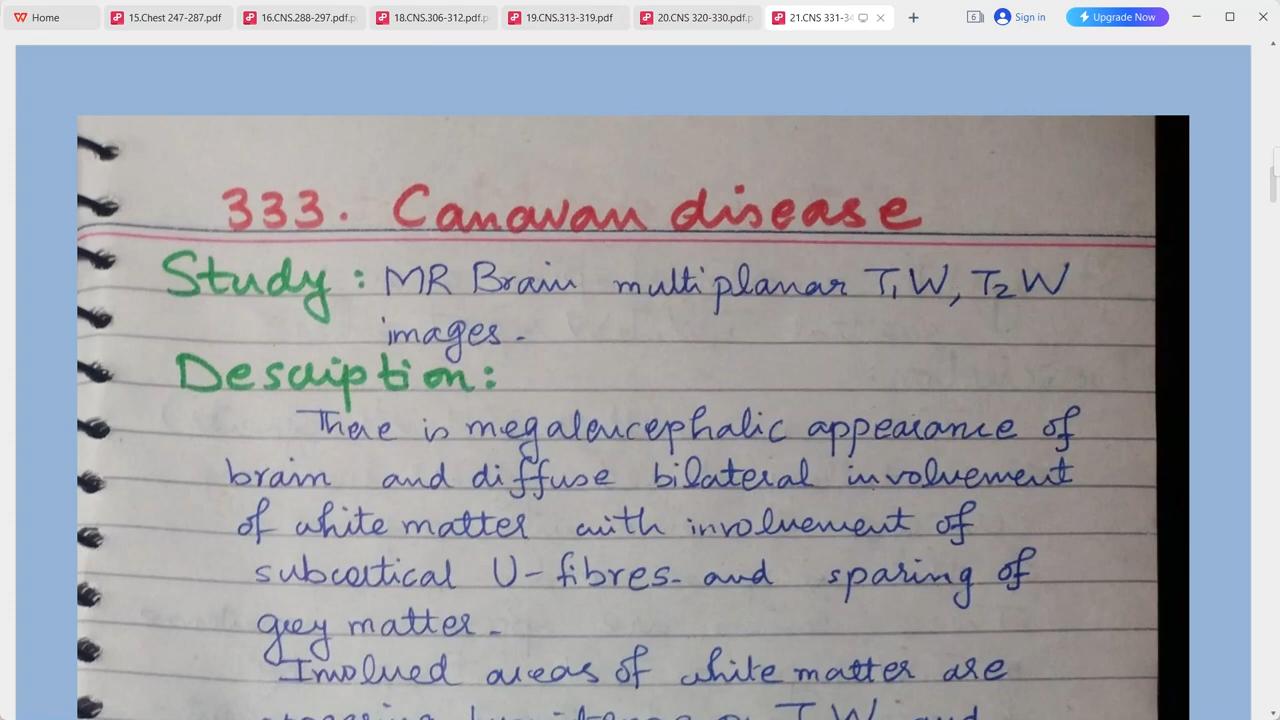 Home
15.Chest 247-287.pdf
16.CNS.288-297.pdf.p
18.CNS306-312.pdf.p
19.CNS.313-319.pdf
20.CNS 320-330.pdf.p
21.CNS 331-34
6
Sign in
Upgrade Now
333. Canavan disease
Study: MR Brain multiplanar T1W, T2W
images.
Description:
There is megalencephalic appearance of
brain and diffuse bilateral involvement
of white matter with involvement of
subcortical U-fibres and sparing of
grey matter.
Involved areas of white matter are